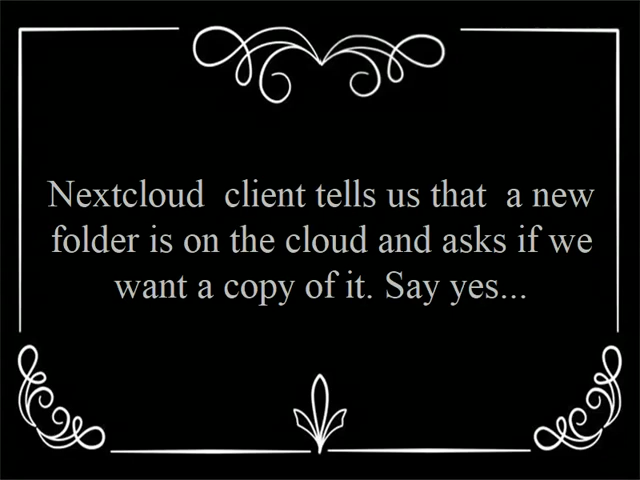 Nextcloud  client tells us that  a new
folder is on the cloud and asks if we
want a copy of it. Say yes...